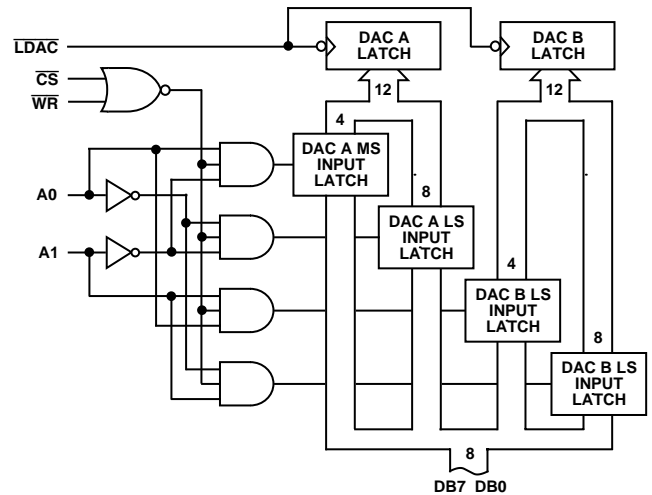 DAC A
LATCH
DAC B
LATCH
LDAC
CS
WR
12
12
4
DAC A MS
INPUT
LATCH
A0
8
DAC A LS
INPUT
LATCH
A1
4
DAC B LS
INPUT
LATCH
8
DAC B LS
INPUT
LATCH
8
DB7 DB0